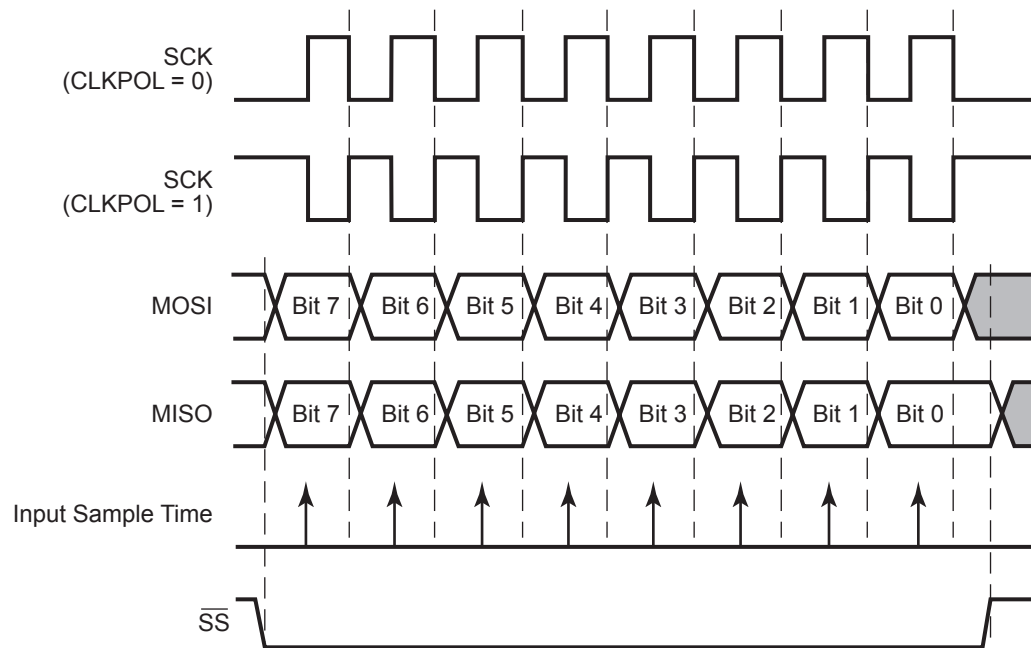 SCK
(CLKPOL = 0)
SCK
(CLKPOL = 1)
MOSI
Bit 7 Bit 6 Bit 5 Bit 4 Bit 3 Bit 2 Bit 1 Bit 0
MISO
Bit 7 Bit 6 Bit 5 Bit 4 Bit 3 Bit 2 Bit 1 Bit 0
Input Sample Time
S̅S̅